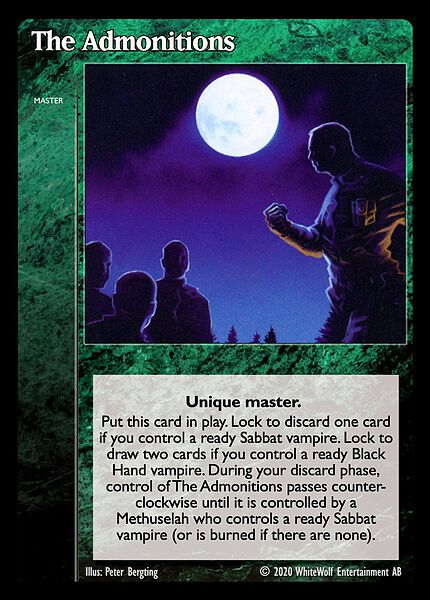 The Admonitions
MASTER
Unique master.
Put this card in play. Lock to discard one card
if you control a ready Sabbat vampire. Lock to
draw two cards if you control a ready Black
Hand vampire. During your discard phase,
control of The Admonitions passes counter-
clockwise until it is controlled by a
Methuselah who controls a ready Sabbat
vampire (or is burned if there are none).
Illus: Peter Bergting
© 2020 WhiteWolf Entertainment AB